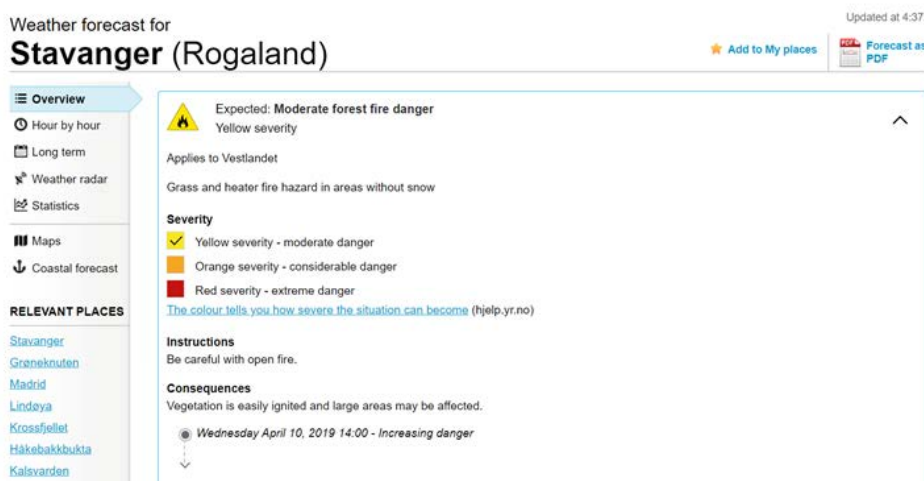 Weather forecast for
Stavanger (Rogaland)
Updated at 4:37
Add to My places
Forecast as
PDF
Overview
Hour by hour
Long term
Weather radar
Statistics
Maps
Coastal forecast
RELEVANT PLACES
Stavanger
Grøneknuten
Madrid
Lindøya
Krossfjellet
Håkebakkbukta
Kalsvarden
Expected: Moderate forest fire danger
Yellow severity
Applies to Vestlandet
Grass and heater fire hazard in areas without snow
Severity
Yellow severity - moderate danger
Orange severity - considerable danger
Red severity - extreme danger
The colour tells you how severe the situation can become (hjelp.yr.no)
Instructions
Be careful with open fire.
Consequences
Vegetation is easily ignited and large areas may be affected.
Wednesday April 10, 2019 14:00 - Increasing danger